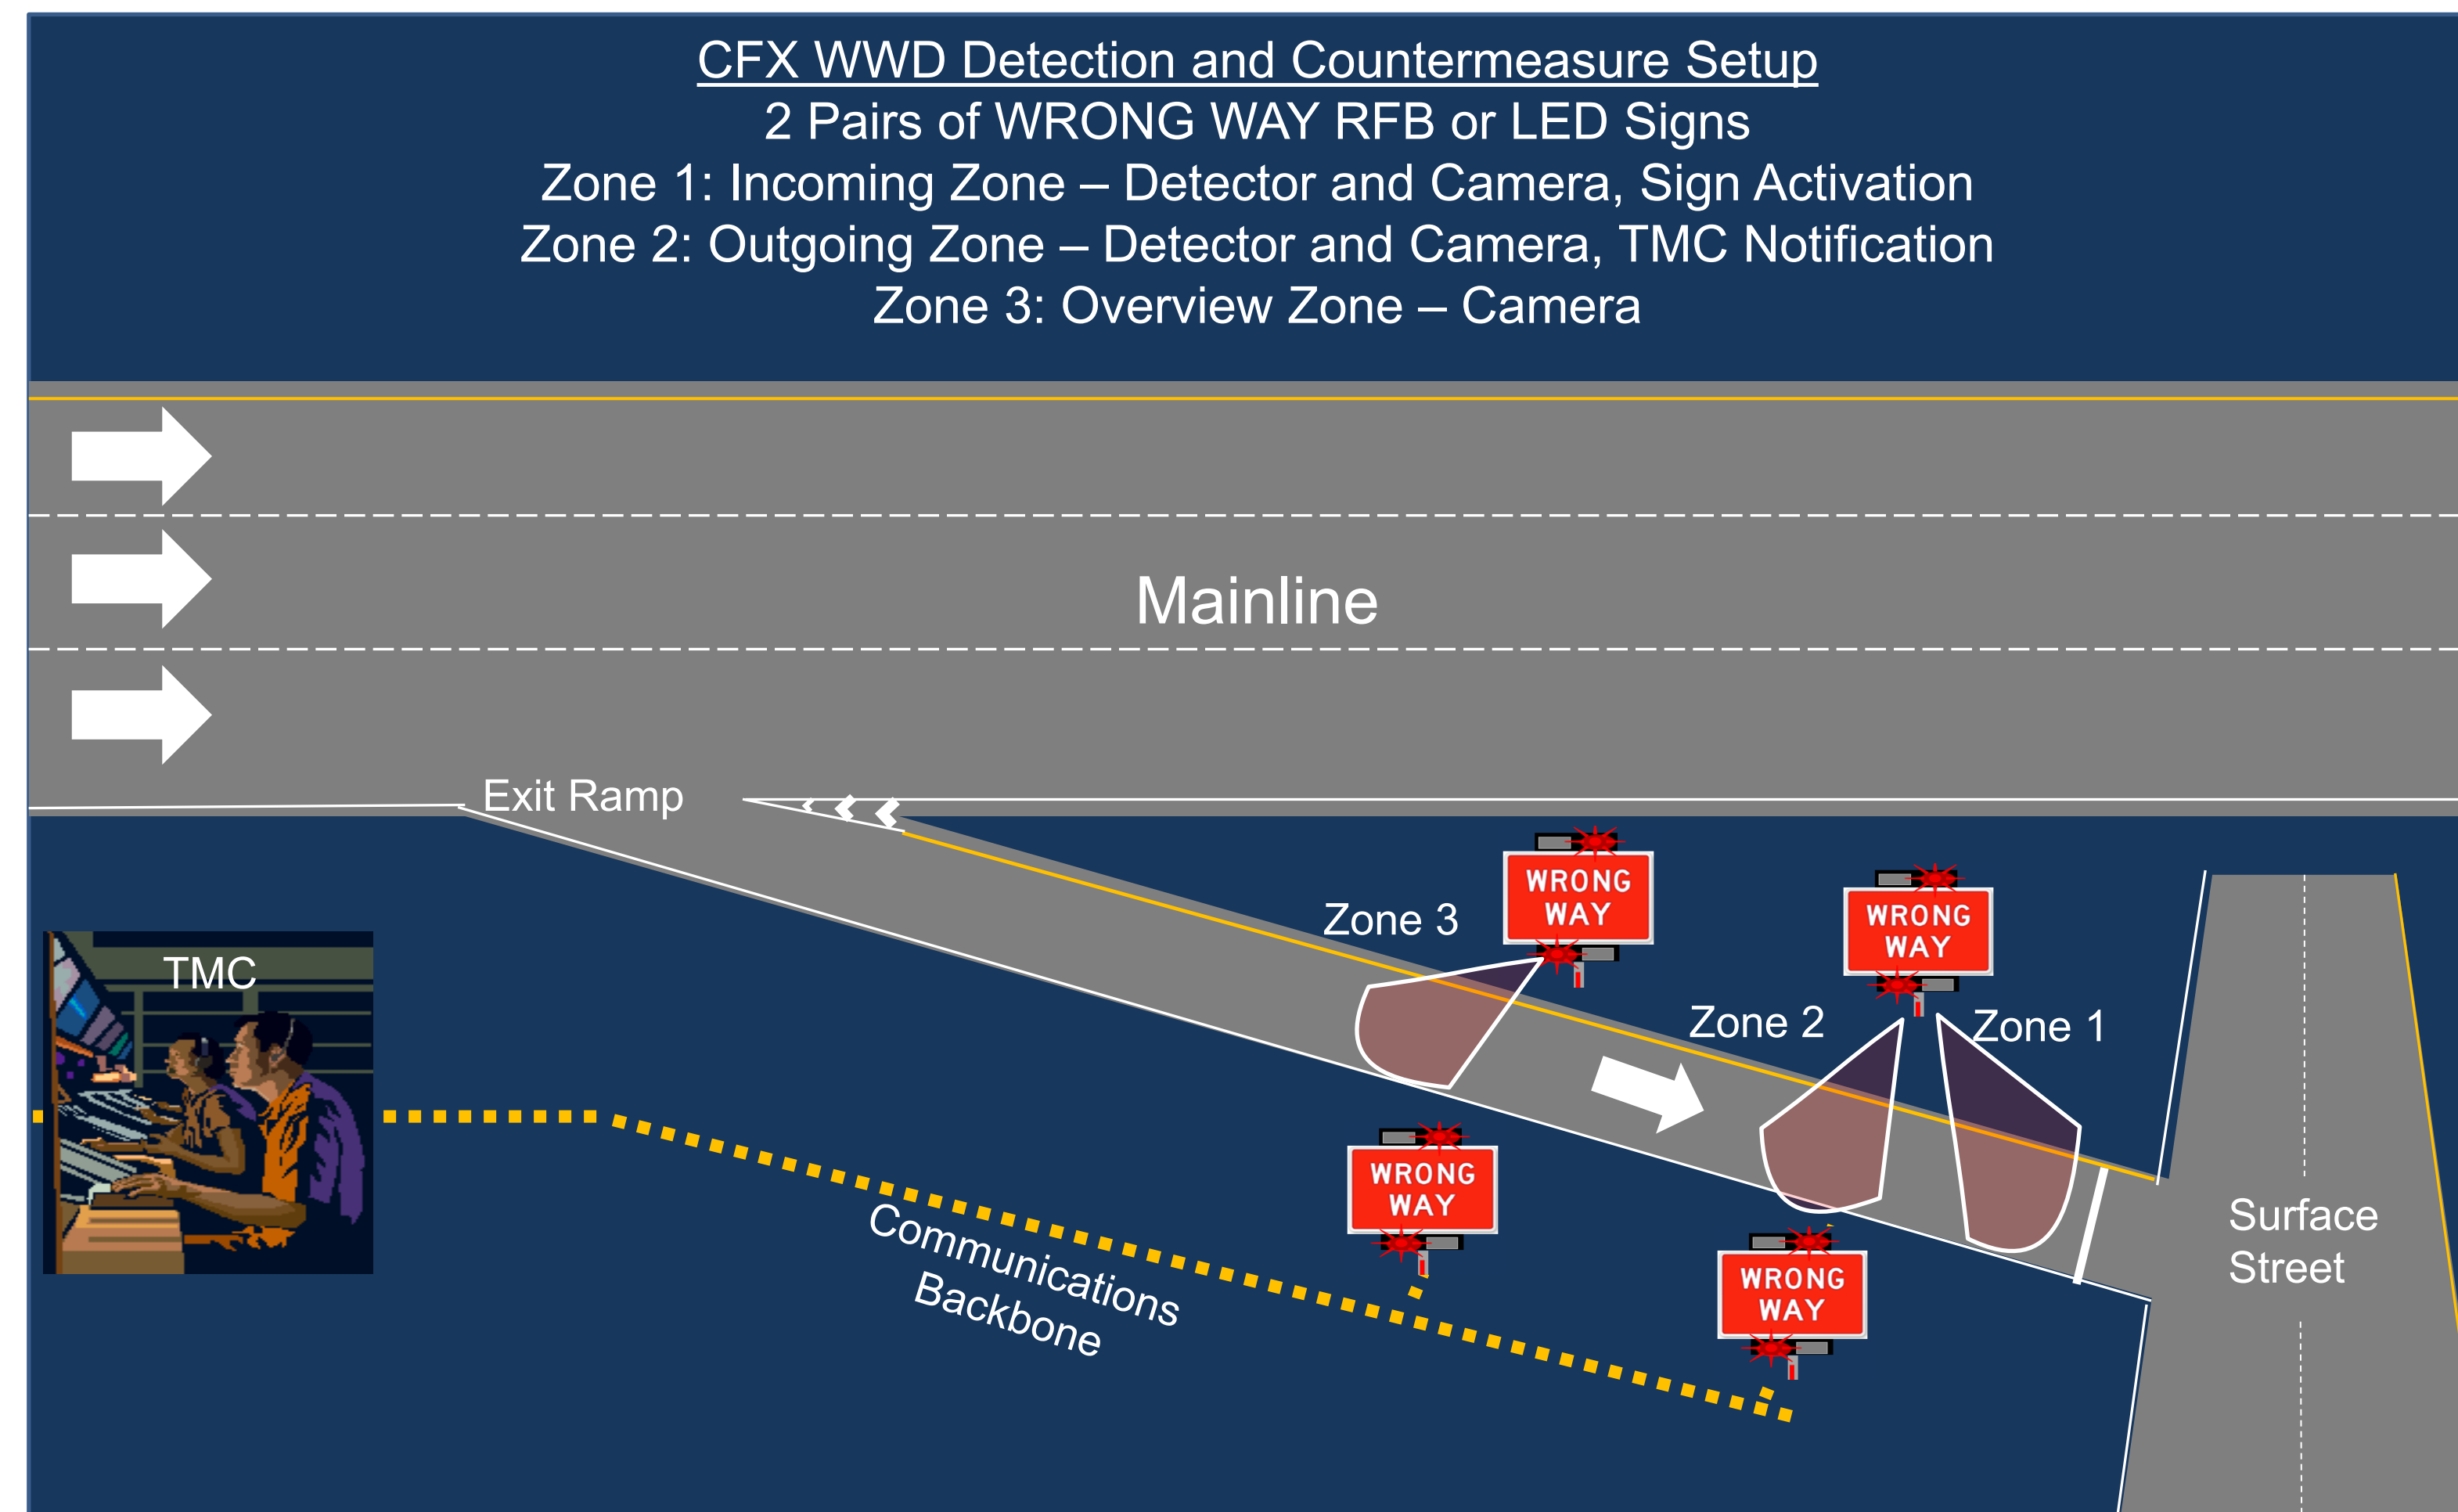 CFX WWD Detection and Countermeasure Setup
2 Pairs of WRONG WAY RFB or LED Signs
Zone 1: Incoming Zone – Detector and Camera, Sign Activation
Zone 2: Outgoing Zone – Detector and Camera, TMC Notification
Zone 3: Overview Zone – Camera
Mainline
Exit Ramp
WRONG
WAY
WRONG
WAY
Zone 3
TMC
Zone 2
Zone 1
WRONG
WAY
Communications
Backbone
WRONG
WAY
Surface
Street